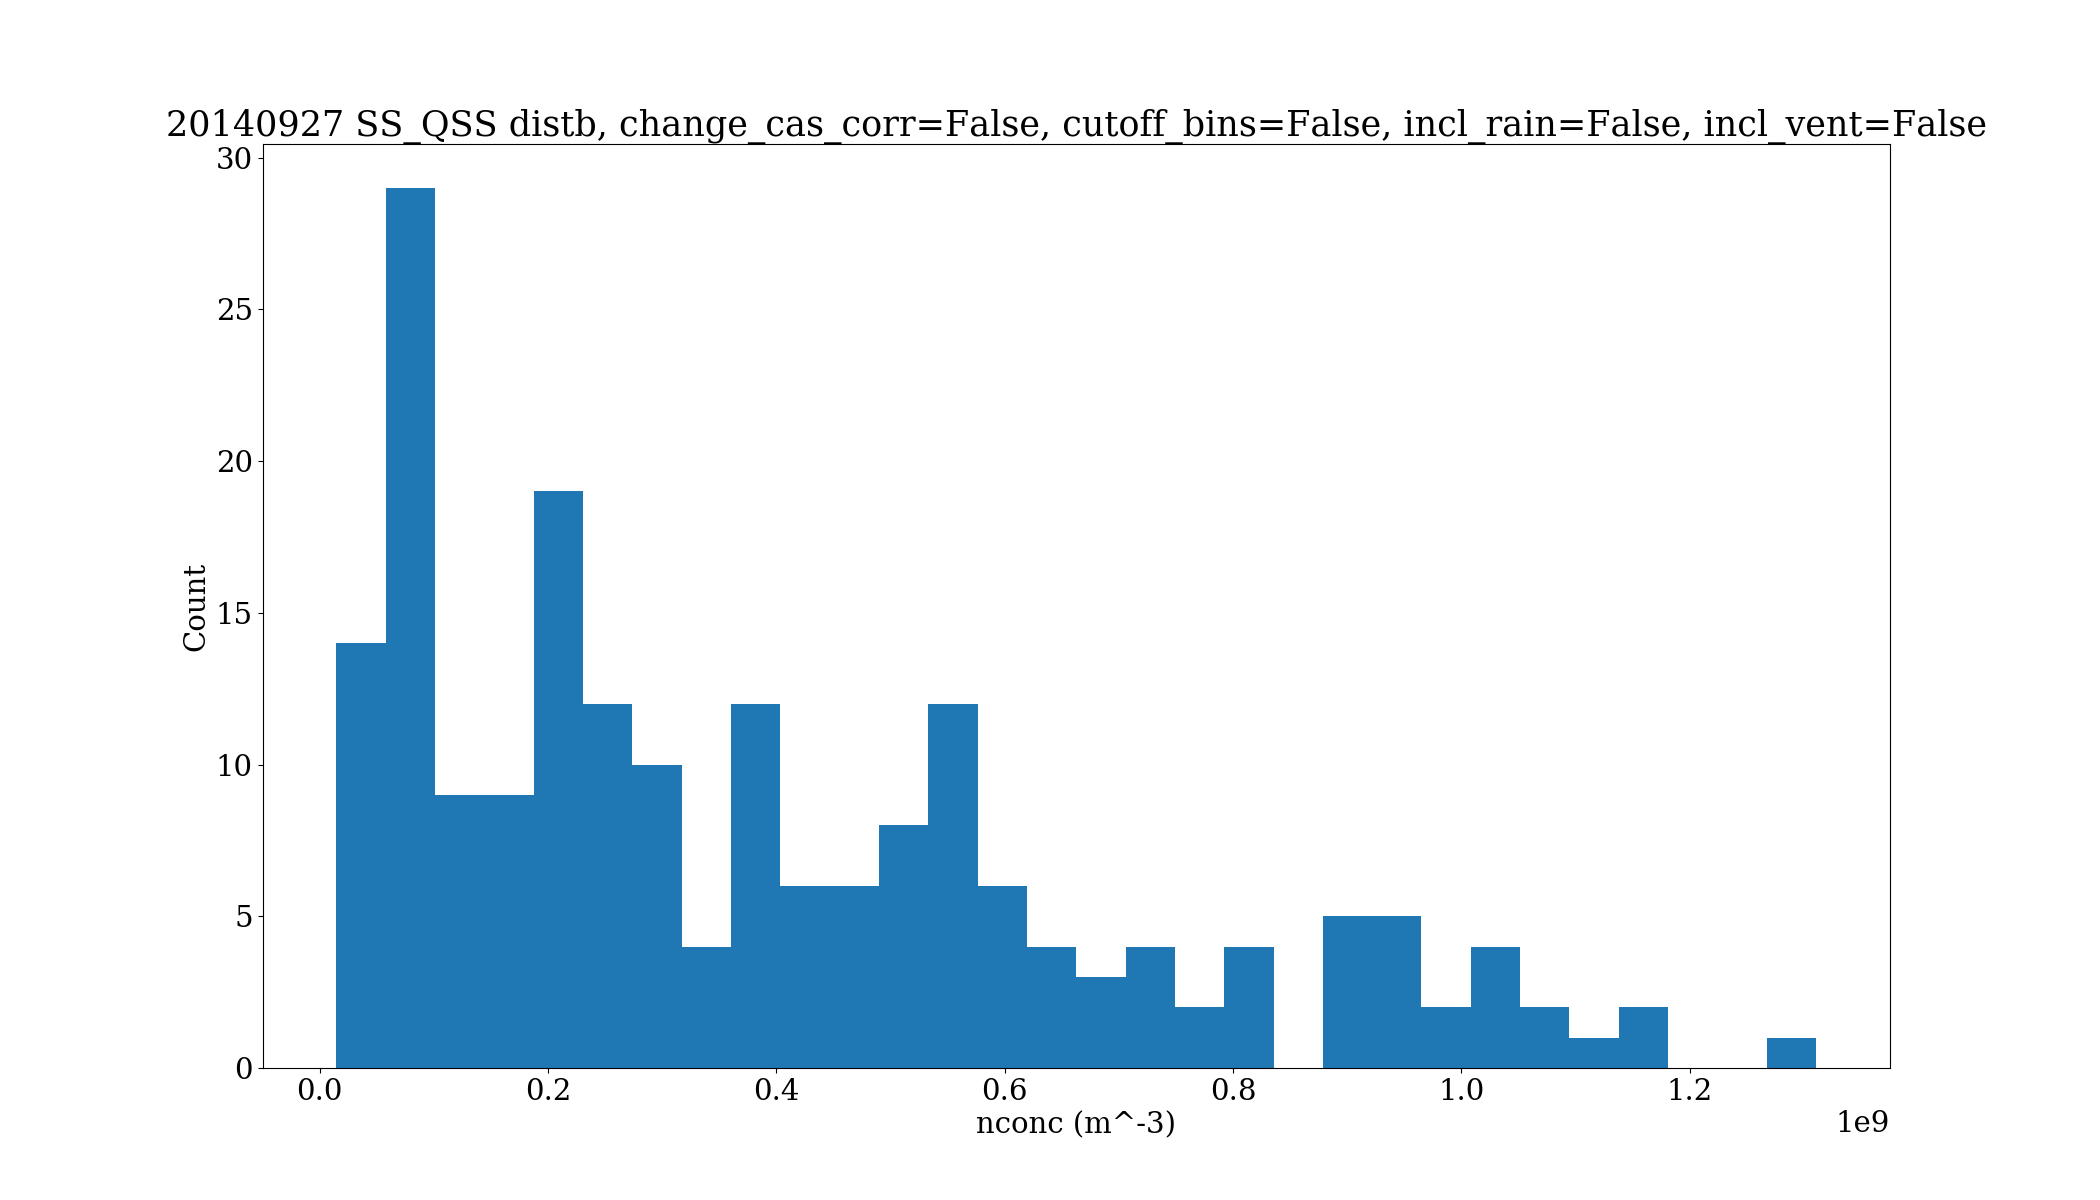 20140927 SS_QSS distb, change_cas_corr=False, cutoff_bins=False, incl_rain=False, incl_vent=False
30
25
20
15
10
5
0
Count
0.0 0.2 0.4 0.6 0.8 1.0 1.2
nconc (m^-3)
1e9